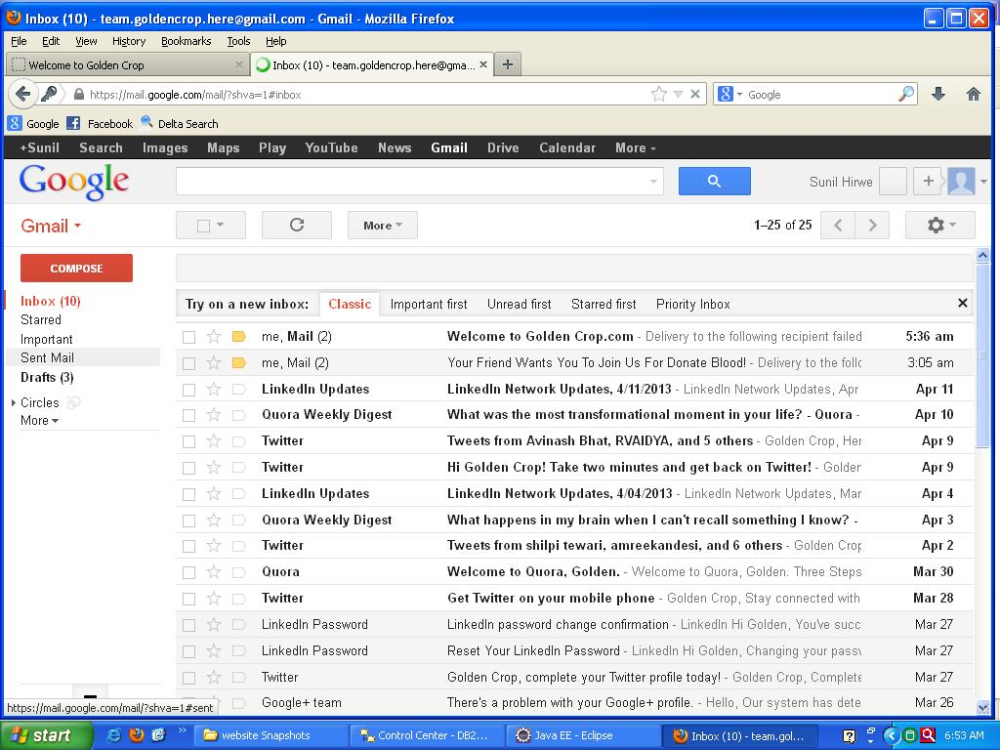 Inbox (10) - team.goldencrop.here@gmail.com - Gmail - Mozilla Firefox
File Edit View History Bookmarks Tools Help
Welcome to Golden Crop
Inbox (10) - team.goldencrop.here@gma...
https://mail.google.com/mail/?shva=1#inbox
Google
Google Facebook Delta Search
+Sunil Search Images Maps Play YouTube News Gmail Drive Calendar More
Google
Sunil Hirwe
Gmail
More
1–25 of 25
COMPOSE
Inbox (10)
Starred
Important
Sent Mail
Drafts (3)
Circles
More
Try on a new inbox: Classic Important first Unread first Starred first Priority Inbox
me, Mail (2) Welcome to Golden Crop.com - Delivery to the following recipient failed 5:36 am
me, Mail (2) Your Friend Wants You To Join Us For Donate Blood! - Delivery to the follo 3:05 am
LinkedIn Updates LinkedIn Network Updates, 4/11/2013 - LinkedIn Network Updates, Apr Apr 11
Quora Weekly Digest What was the most transformational moment in your life? - Quora - Apr 10
Twitter Tweets from Avinash Bhat, RVAIDYA, and 5 others - Golden Crop, Her Apr 9
Twitter Hi Golden Crop! Take two minutes and get back on Twitter! - Golden Apr 9
LinkedIn Updates LinkedIn Network Updates, 4/04/2013 - LinkedIn Network Updates, Mar Apr 4
Quora Weekly Digest What happens in my brain when I can't recall something I know? - Apr 3
Twitter Tweets from shilpi tewari, amreekandesi, and 6 others - Golden Crop Apr 2
Quora Welcome to Quora, Golden. - Welcome to Quora, Golden. Three Steps Mar 30
Twitter Get Twitter on your mobile phone - Golden Crop, Stay connected with Mar 28
LinkedIn Password LinkedIn password change confirmation - LinkedIn Hi Golden, You've succ Mar 27
LinkedIn Password Reset Your LinkedIn Password - LinkedIn Hi Golden, Changing your passw Mar 27
Twitter Golden Crop, complete your Twitter profile today! - Golden Crop, Complete Mar 27
Google+ team There's a problem with your Google+ profile. - Hello, Our system has dete Mar 26
https://mail.google.com/mail/?shva=1#sent
start
website Snapshots
Control Center - DB2...
Java EE - Eclipse
Inbox (10) - team.gol...
6:53 AM